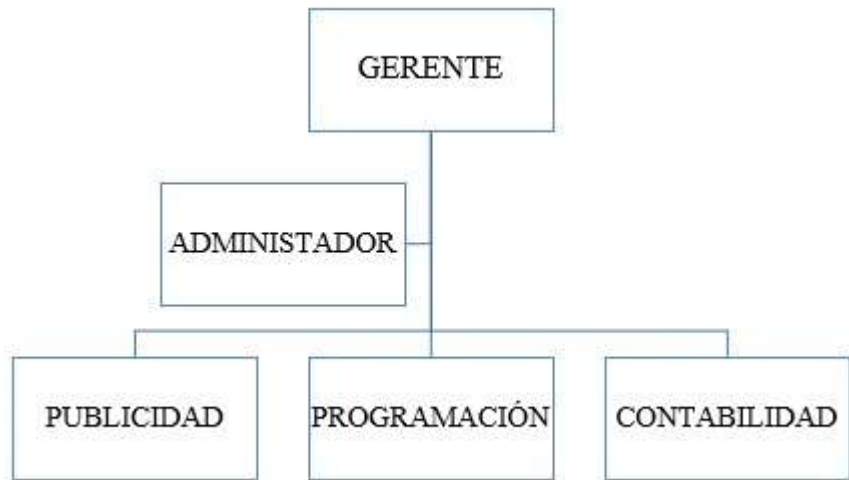 GERENTE
ADMINISTADOR
PUBLICIDAD
PROGRAMACIÓN
CONTABILIDAD